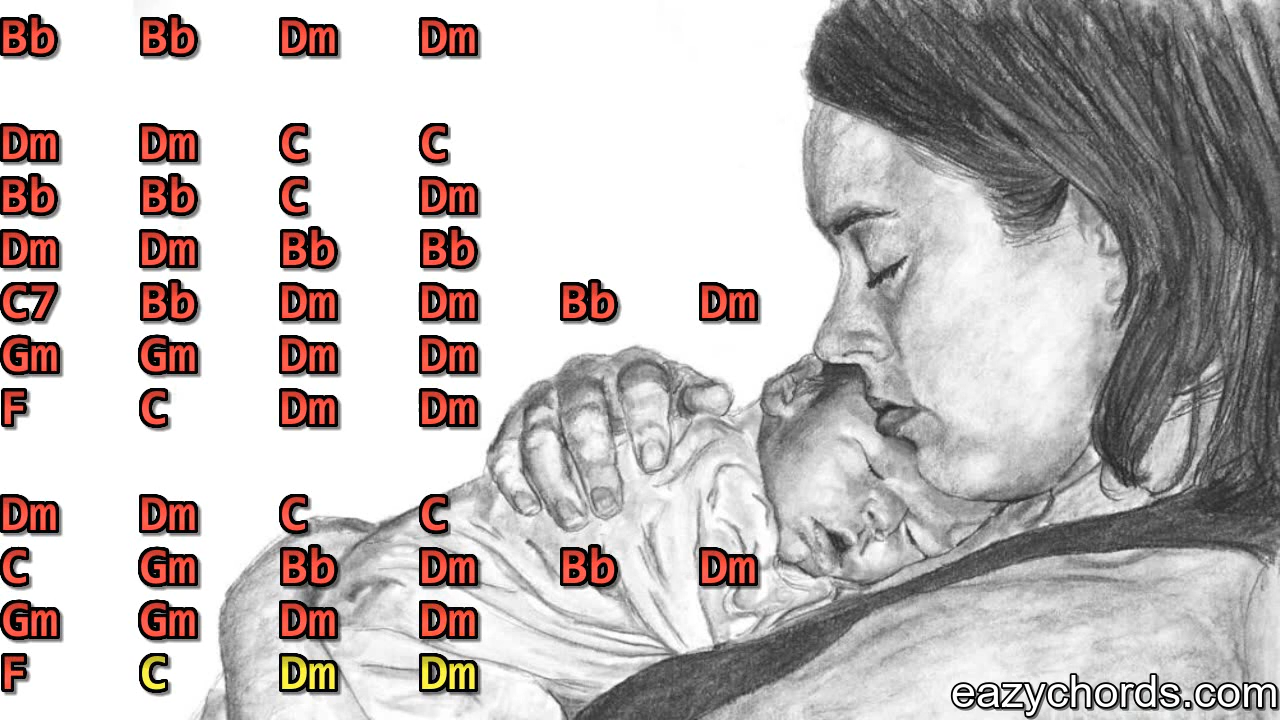 Bb Bb Dm Dm
Dm Dm C C
Bb Bb C Dm
Dm Dm Bb Bb
C7 Bb Dm Dm Bb Dm
Gm Gm Dm Dm
F C Dm Dm
Dm Dm C C
C Gm Bb Dm Bb Dm
Gm Gm Dm Dm
F C Dm Dm
eazychords.com